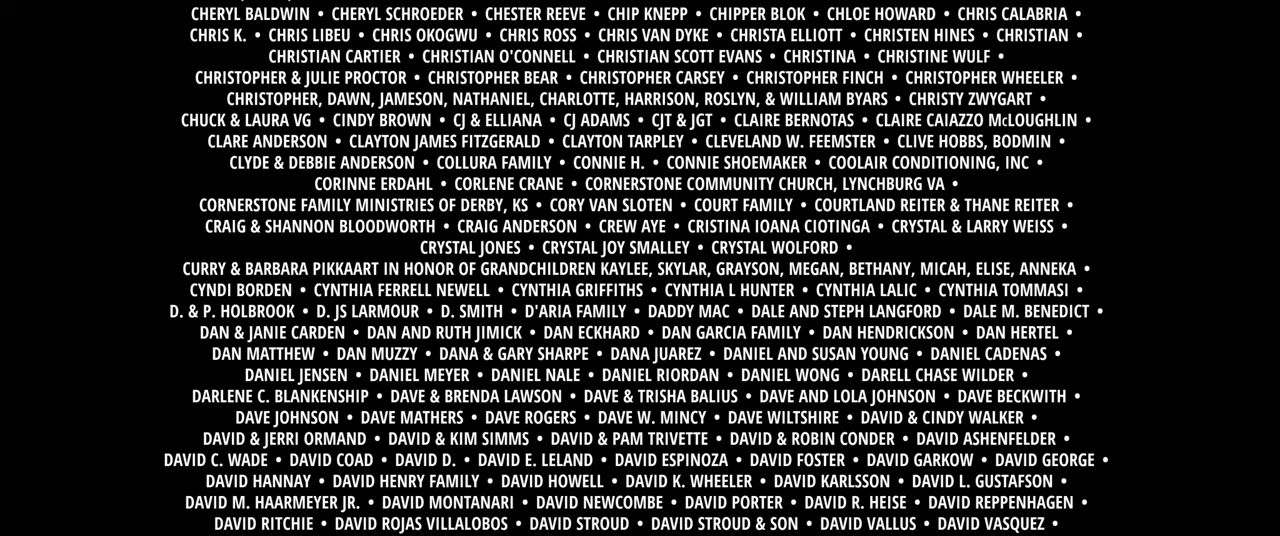 CHERYL BALDWIN • CHERYL SCHROEDER • CHESTER REEVE • CHIP KNEPP • CHIPPER BLOK • CHLOE HOWARD • CHRIS CALABRIA •
CHRIS K. • CHRIS LIBEU • CHRIS OKOGWU • CHRIS ROSS • CHRIS VAN DYKE • CHRISTA ELLIOTT • CHRISTEN HINES • CHRISTIAN •
CHRISTIAN CARTIER • CHRISTIAN O'CONNELL • CHRISTIAN SCOTT EVANS • CHRISTINA • CHRISTINE WULF •
CHRISTOPHER & JULIE PROCTOR • CHRISTOPHER BEAR • CHRISTOPHER CARSEY • CHRISTOPHER FINCH • CHRISTOPHER WHEELER •
CHRISTOPHER, DAWN, JAMESON, NATHANIEL, CHARLOTTE, HARRISON, ROSLYN, & WILLIAM BYARS • CHRISTY ZWYGART •
CHUCK & LAURA VG • CINDY BROWN • CJ & ELLIANA • CJ ADAMS • CJT & JGT • CLAIRE BERNOTAS • CLAIRE CAIAZZO McLOUGHLIN •
CLARE ANDERSON • CLAYTON JAMES FITZGERALD • CLAYTON TARPLEY • CLEVELAND W. FEEMSTER • CLIVE HOBBS, BODMIN •
CLYDE & DEBBIE ANDERSON • COLLURA FAMILY • CONNIE H. • CONNIE SHOEMAKER • COOLAIR CONDITIONING, INC •
CORINNE ERDAHL • CORLENE CRANE • CORNERSTONE COMMUNITY CHURCH, LYNCHBURG VA •
CORNERSTONE FAMILY MINISTRIES OF DERBY, KS • CORY VAN SLOTEN • COURT FAMILY • COURTLAND REITER & THANE REITER •
CRAIG & SHANNON BLOODWORTH • CRAIG ANDERSON • CREW AYE • CRISTINA IOANA CIOTINGA • CRYSTAL & LARRY WEISS •
CRYSTAL JONES • CRYSTAL JOY SMALLEY • CRYSTAL WOLFORD •
CURRY & BARBARA PIKKAART IN HONOR OF GRANDCHILDREN KAYLEE, SKYLAR, GRAYSON, MEGAN, BETHANY, MICAH, ELISE, ANNEKA •
CYNDI BORDEN • CYNTHIA FERRELL NEWELL • CYNTHIA GRIFFITHS • CYNTHIA L HUNTER • CYNTHIA LALIC • CYNTHIA TOMMASI •
D. & P. HOLBROOK • D. JS LARMOUR • D. SMITH • D'ARIA FAMILY • DADDY MAC • DALE AND STEPH LANGFORD • DALE M. BENEDICT •
DAN & JANIE CARDEN • DAN AND RUTH JIMICK • DAN ECKHARD • DAN GARCIA FAMILY • DAN HENDRICKSON • DAN HERTEL •
DAN MATTHEW • DAN MUZZY • DANA & GARY SHARPE • DANA JUAREZ • DANIEL AND SUSAN YOUNG • DANIEL CADENAS •
DANIEL JENSEN • DANIEL MEYER • DANIEL NALE • DANIEL RIORDAN • DANIEL WONG • DARELL CHASE WILDER •
DARLENE C. BLANKENSHIP • DAVE & BRENDA LAWSON • DAVE & TRISHA BALIUS • DAVE AND LOLA JOHNSON • DAVE BECKWITH •
DAVE JOHNSON • DAVE MATHERS • DAVE ROGERS • DAVE W. MINCY • DAVE WILTSHIRE • DAVID & CINDY WALKER •
DAVID & JERRI ORMAND • DAVID & KIM SIMMS • DAVID & PAM TRIVETTE • DAVID & ROBIN CONDER • DAVID ASHENFELDER •
DAVID C. WADE • DAVID COAD • DAVID D. • DAVID E. LELAND • DAVID ESPINOZA • DAVID FOSTER • DAVID GARKOW • DAVID GEORGE •
DAVID HANNAY • DAVID HENRY FAMILY • DAVID HOWELL • DAVID K. WHEELER • DAVID KARLSSON • DAVID L. GUSTAFSON •
DAVID M. HAARMEYER JR. • DAVID MONTANARI • DAVID NEWCOMBE • DAVID PORTER • DAVID R. HEISE • DAVID REPPENHAGEN •
DAVID RITCHIE • DAVID ROJAS VILLALOBOS • DAVID STROUD • DAVID STROUD & SON • DAVID VALLUS • DAVID VASQUEZ •